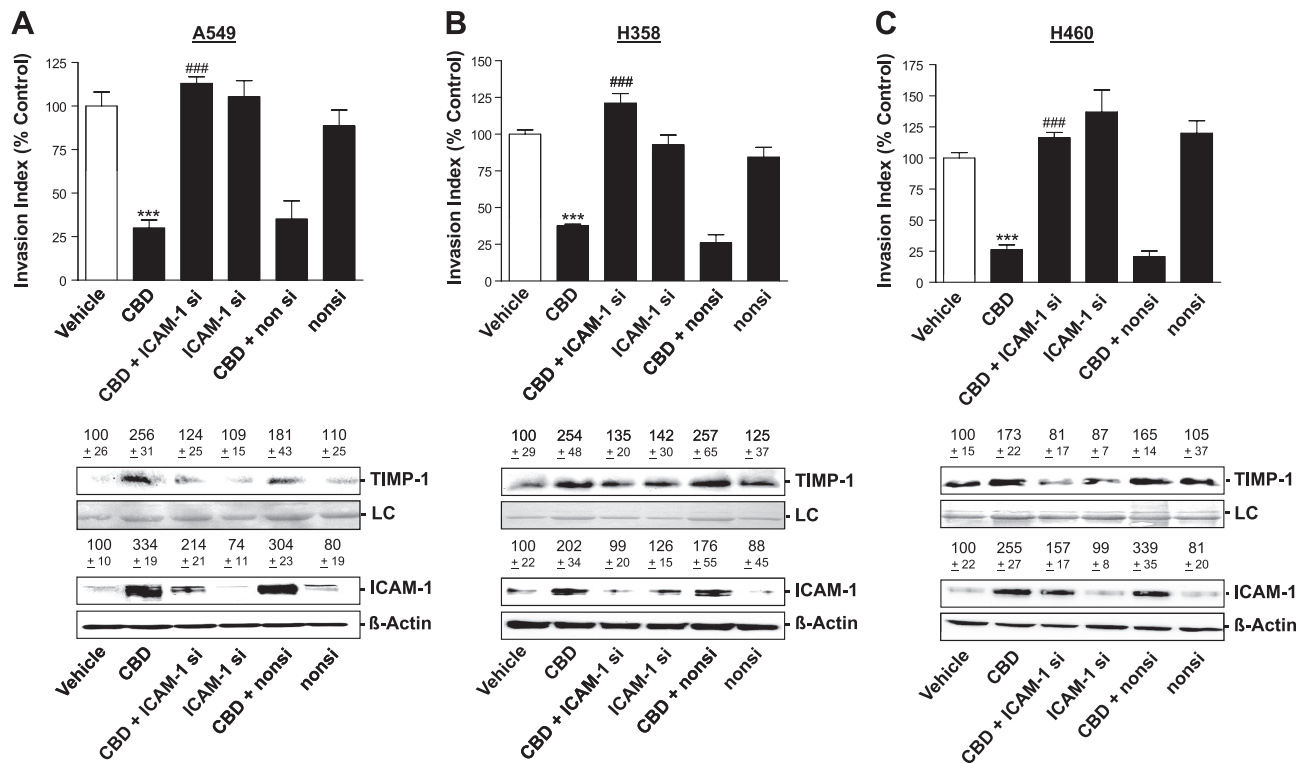 A
A549
Invasion Index (% Control)
125
100
75
50
25
0
***
###
Vehicle
CBD
CBD + ICAM-1 si
ICAM-1 si
CBD + non si
nonsi
100 256 124 109 181 110
± 26 ± 31 ± 25 ± 15 ± 43 ± 25
TIMP-1
LC
100 334 214 74 304 80
± 10 ± 19 ± 21 ± 11 ± 23 ± 19
ICAM-1
ß-Actin
Vehicle
CBD
CBD + ICAM-1 si
ICAM-1 si
CBD + nonsi
nonsi
B
H358
Invasion Index (% Control)
150
125
100
75
50
25
0
***
###
Vehicle
CBD
CBD + ICAM-1 si
ICAM-1 si
CBD + nonsi
nonsi
100 254 135 142 257 125
± 29 ± 48 ± 20 ± 30 ± 65 ± 37
TIMP-1
LC
100 202 99 126 176 88
± 22 ± 34 ± 20 ± 15 ± 55 ± 45
ICAM-1
ß-Actin
Vehicle
CBD
CBD + ICAM-1 si
ICAM-1 si
CBD + nonsi
nonsi
C
H460
Invasion Index (% Control)
175
150
125
100
75
50
25
0
***
###
Vehicle
CBD
CBD + ICAM-1 si
ICAM-1 si
CBD + nonsi
nonsi
100 173 81 87 165 105
± 15 ± 22 ± 17 ± 7 ± 14 ± 37
TIMP-1
LC
100 255 157 99 339 81
± 22 ± 27 ± 17 ± 8 ± 35 ± 20
ICAM-1
ß-Actin
Vehicle
CBD
CBD + ICAM-1 si
ICAM-1 si
CBD + nonsi
nonsi